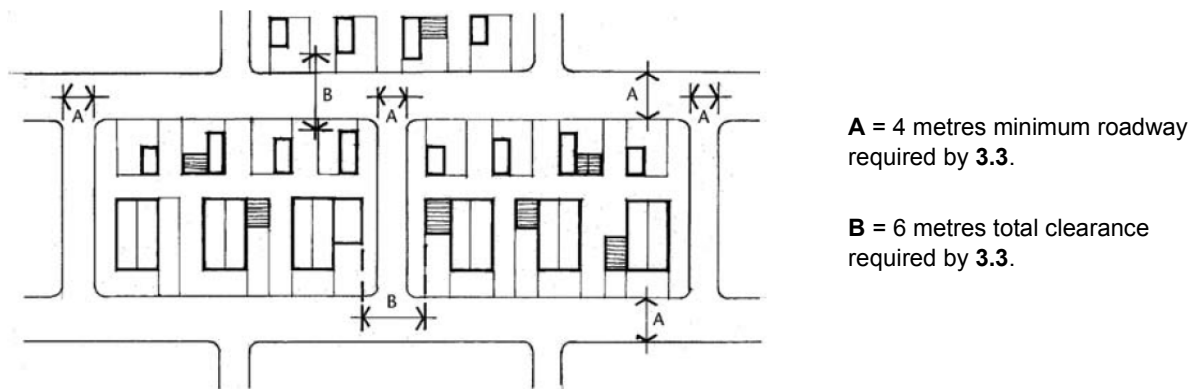 B
A
A
A
A
A = 4 metres minimum roadway
required by 3.3.
B = 6 metres total clearance
required by 3.3.
B
A